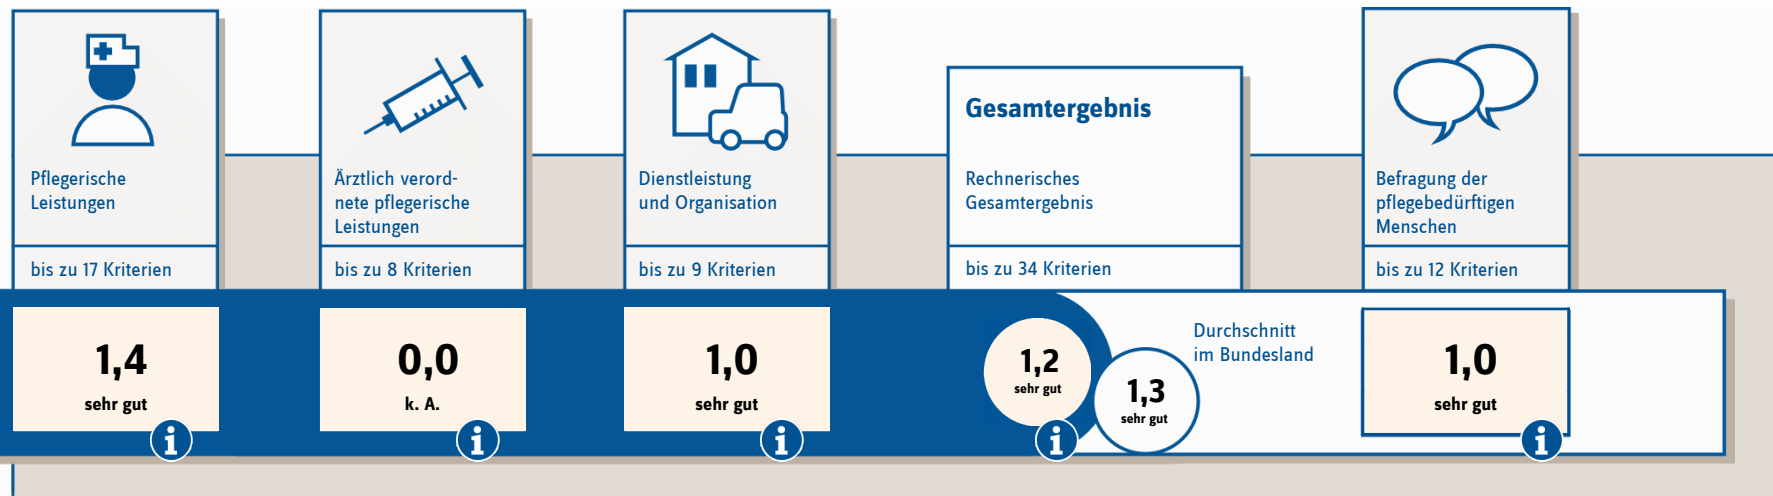 Pflegerische
Leistungen
bis zu 17 Kriterien
1,4
sehr gut
i
Ärztlich verord-
nete pflegerische
Leistungen
bis zu 8 Kriterien
0,0
k. A.
i
Dienstleistung
und Organisation
bis zu 9 Kriterien
1,0
sehr gut
i
Gesamtergebnis
Rechnerisches
Gesamtergebnis
bis zu 34 Kriterien
1,2
sehr gut
i
1,3
sehr gut
Durchschnitt
im Bundesland
Befragung der
pflegebedürftigen
Menschen
bis zu 12 Kriterien
1,0
sehr gut
i